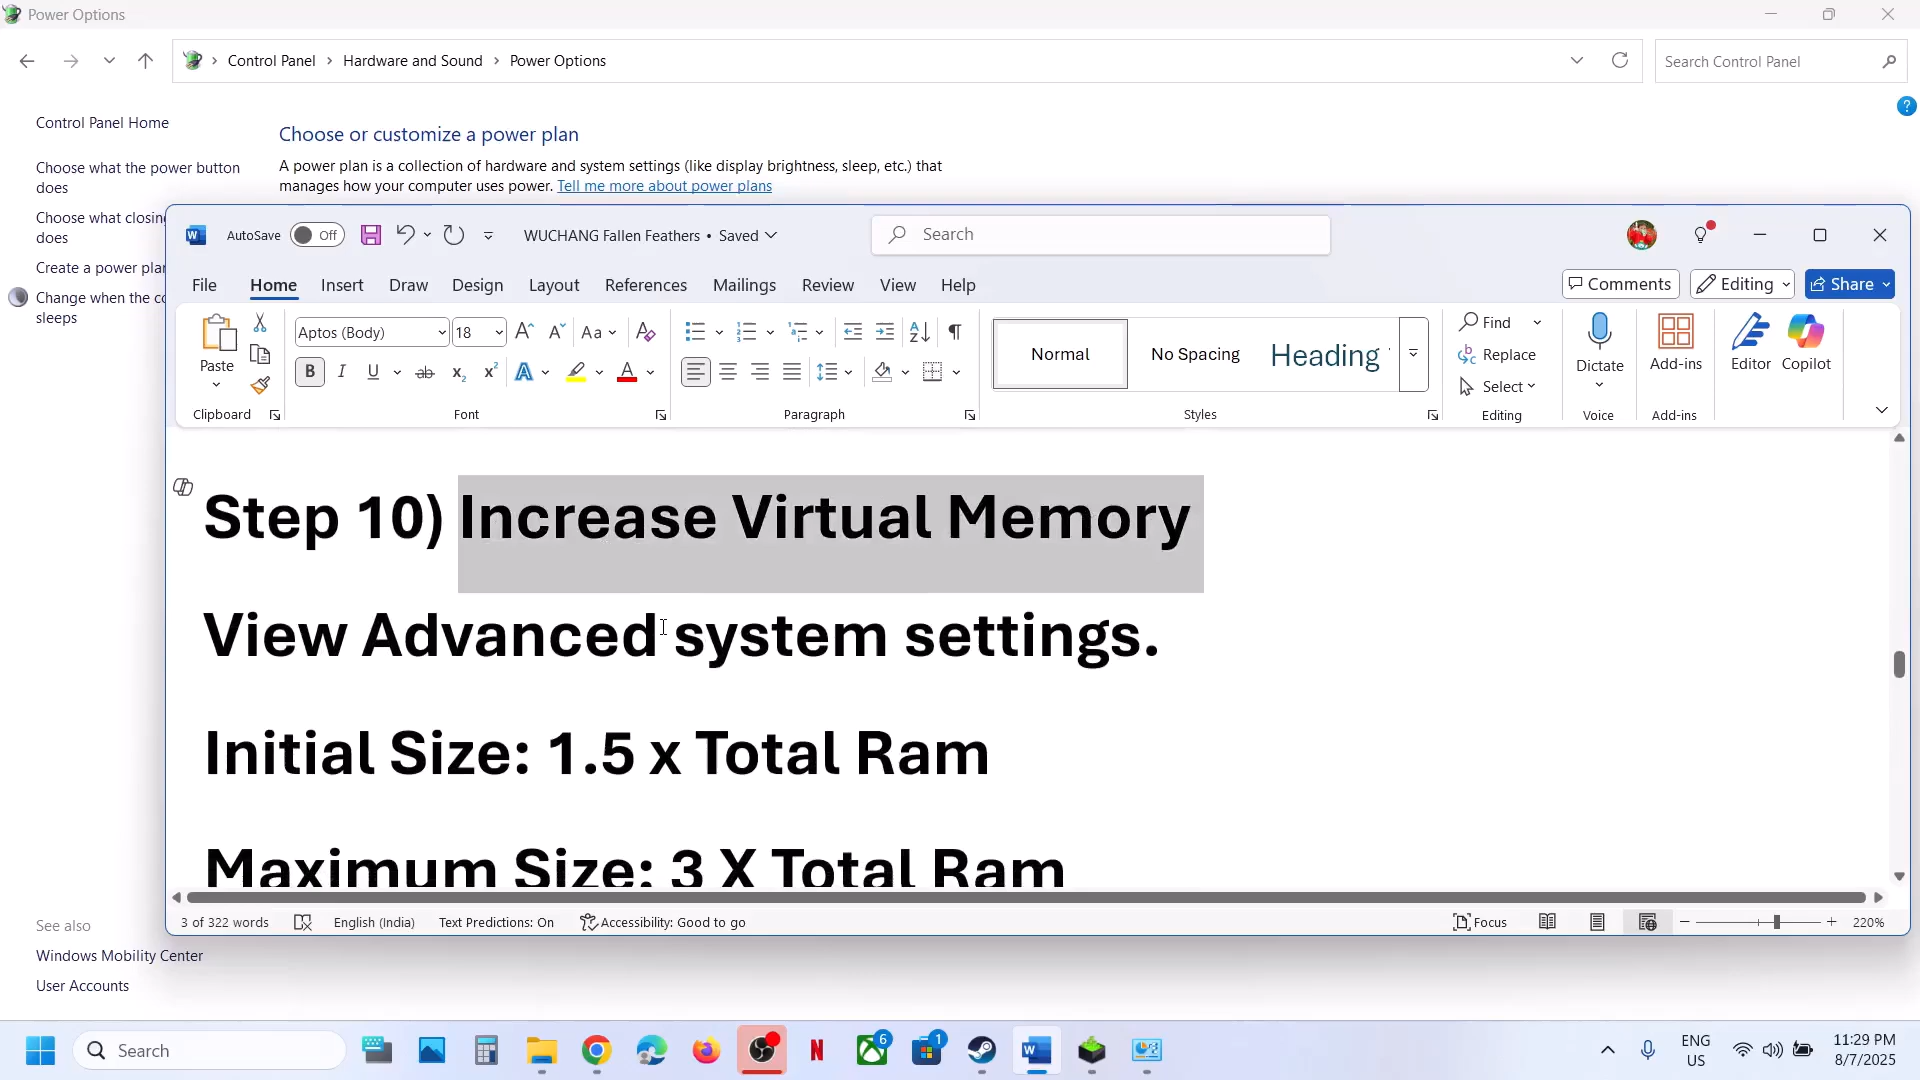 Power Options
Control Panel > Hardware and Sound > Power Options
Search Control Panel
Control Panel Home
Choose or customize a power plan
A power plan is a collection of hardware and system settings (like display brightness, sleep, etc.) that
manages how your computer uses power. Tell me more about power plans
Choose what the power button
does
Choose what closing
does
Create a power plan
Change when the co
sleeps
See also
Windows Mobility Center
User Accounts
AutoSave Off WUCHANG Fallen Feathers • Saved Search
File Home Insert Draw Design Layout References Mailings Review View Help Comments Editing Share
Paste Aptos (Body) 18 Normal No Spacing Heading Find Replace Select Dictate Add-ins Editor Copilot
Clipboard Font Paragraph Styles Editing Voice Add-ins
Step 10) Increase Virtual Memory
View Advanced system settings.
Initial Size: 1.5 x Total Ram
Maximum Size: 3 X Total Ram
3 of 322 words English (India) Text Predictions: On Accessibility: Good to go Focus 220%
Search 6 1 ENG 11:29 PM
US 8/7/2025